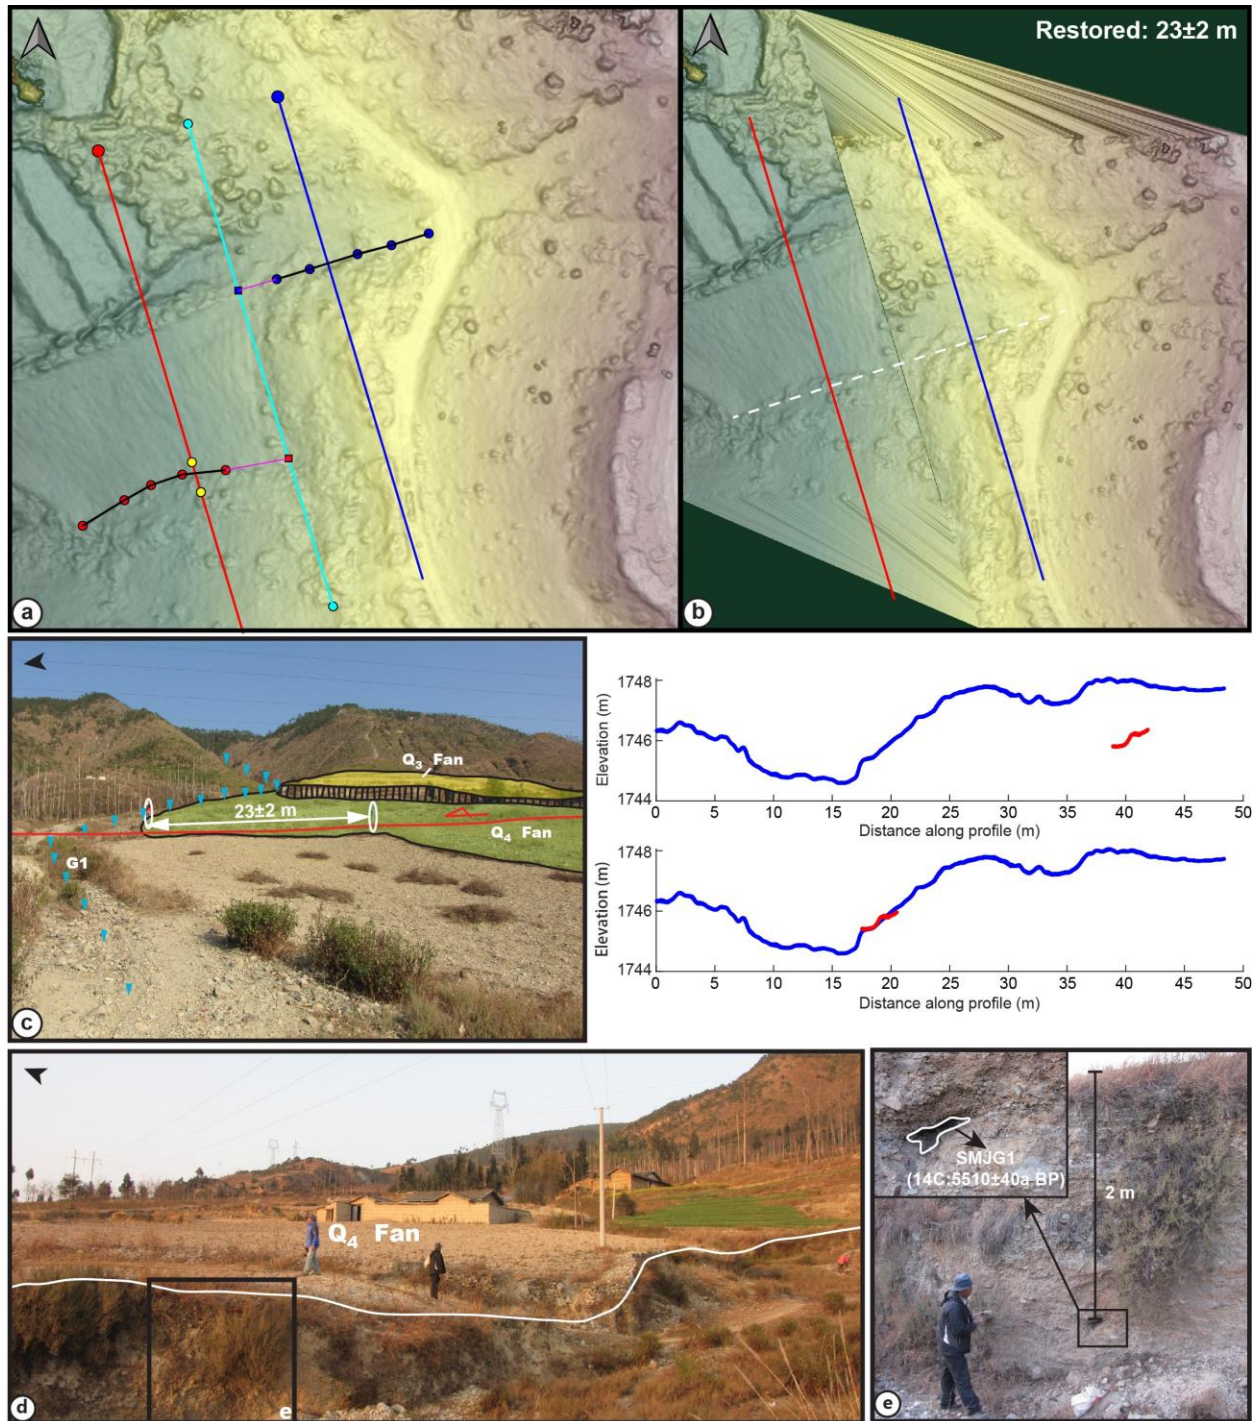 Restored: 23±2 m
a
b
Q3 Fan
23±2 m
Q4 Fan
G1
c
Elevation (m)
1748
1746
1744
0 5 10 15 20 25 30 35 40 45 50
Distance along profile (m)
Elevation (m)
1748
1746
1744
0 5 10 15 20 25 30 35 40 45 50
Distance along profile (m)
Q4 Fan
e
d
SMJG1
(14C:5510±40a BP)
2 m
e